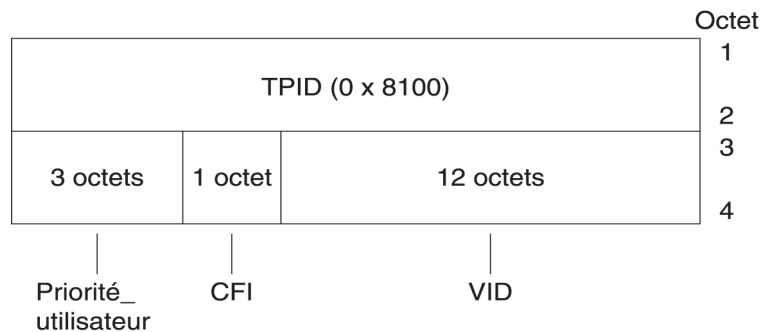 Octet
1
TPID (0 x 8100)
2
3
3 octets 1 octet 12 octets
4
Priorité_ CFI VID
utilisateur